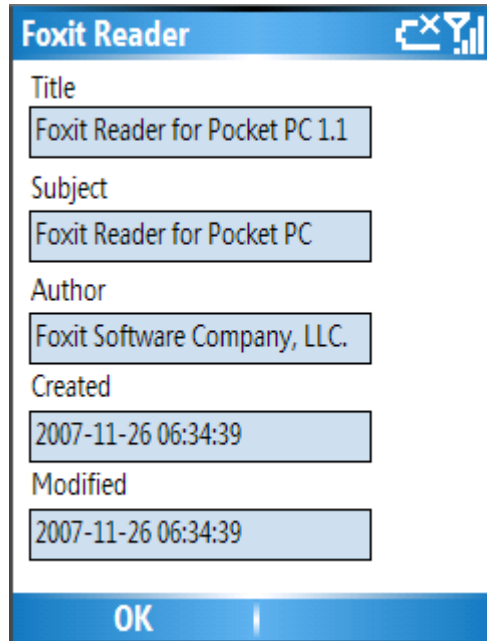 Foxit Reader
Title
Foxit Reader for Pocket PC 1.1
Subject
Foxit Reader for Pocket PC
Author
Foxit Software Company, LLC.
Created
2007-11-26 06:34:39
Modified
2007-11-26 06:34:39
OK